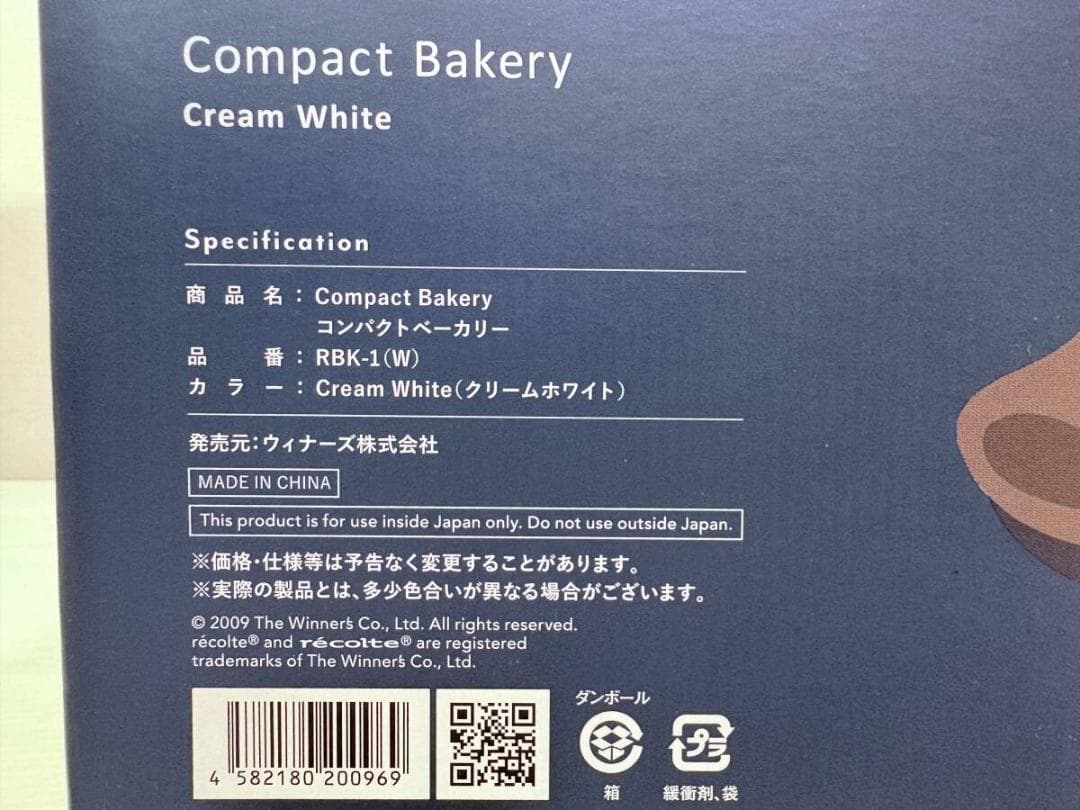 Compact Bakery
Cream White
Specification
商品名：Compact Bakery
コンパクトベーカリー
品番：RBK-1(W)
カラー：Cream White(クリームホワイト)
発売元：ウィナーズ株式会社
MADE IN CHINA
This product is for use inside Japan only. Do not use outside Japan.
※価格・仕様等は予告なく変更することがあります。
※実際の製品とは、多少色合いが異なる場合がございます。
© 2009 The Winner's Co., Ltd. All rights reserved.
récolte® and récolte® are registered
trademarks of The Winner's Co., Ltd.
4 582180 200969
ダンボール
箱
プラ
緩衝剤、袋